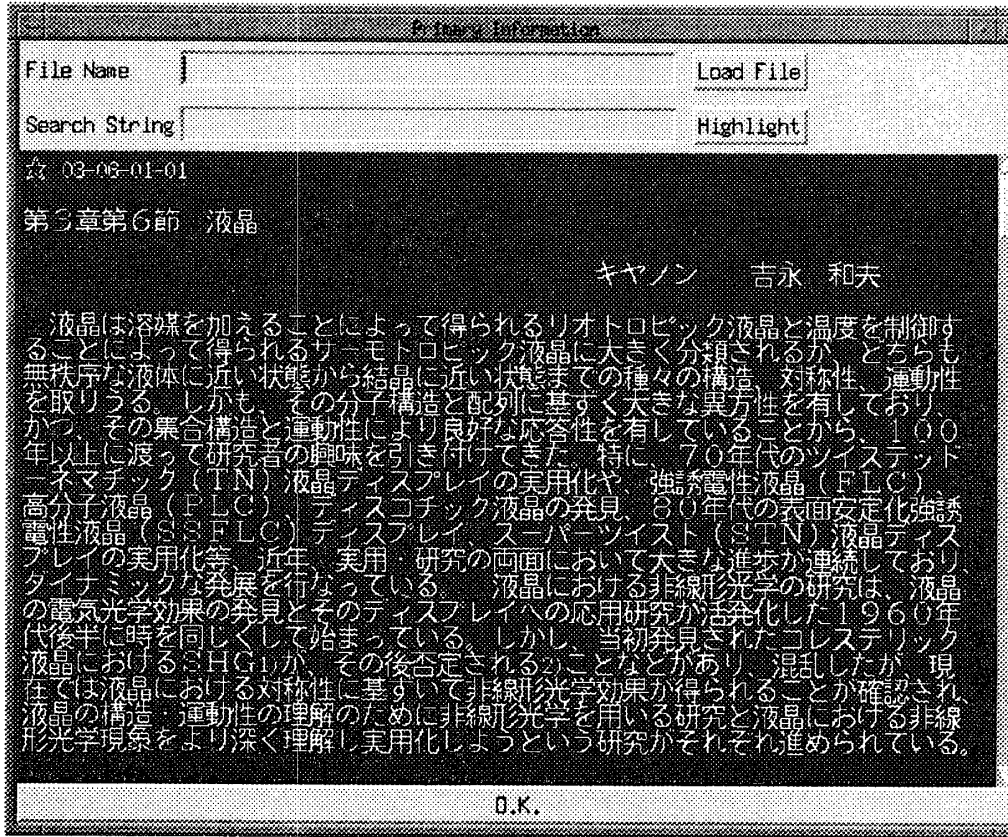 Primary Information
File Name
Load File
Search String
Highlight
☆ 03-06-01-01
第3章第6節 液晶
キヤノン 吉永 和夫
液晶は溶媒を加えることによって得られるリオトロピック液晶と温度を制御す
ることによって得られるサーモトロピック液晶に大きく分類されるが、どちらも
無秩序な液体に近い状態から結晶に近い状態までの種々の構造、対称性、運動性
を取りうる。しかも、その分子構造と配列に基ずく大きな異方性を有しており、
かつ、その集合構造と運動性により良好な応答性を有していることから、100
年以上に渡って研究者の興味を引き付けてきた。特に、70年代のツイステッド
ーネマチック(TN)液晶ディスプレイの実用化や、強誘電性液晶(FLC)、
高分子液晶(PLC)、ディスコチック液晶の発見、80年代の表面安定化強誘
電性液晶(SSFLC)ディスプレイ、スーパーツイスト(STN)液晶ディス
プレイの実用化等、近年、実用・研究の両面において大きな進歩が連続しており
ダイナミックな発展を行なっている。 液晶における非線形光学の研究は、液晶
の電気光学効果の発見とそのディスプレイへの応用研究が活発化した1960年
代後半に時を同じくして始まっている。しかし、当初発見されたコレステリック
液晶におけるSHG1)が、その後否定される2)ことなどがあり、混乱したが、現
在では液晶における対称性に基ずいて非線形光学効果が得られることが確認され、
液晶の構造・運動性の理解のために非線形光学を用いる研究と液晶における非線
形光学現象をより深く理解し実用化しようという研究がそれぞれ進められている。
O.K.